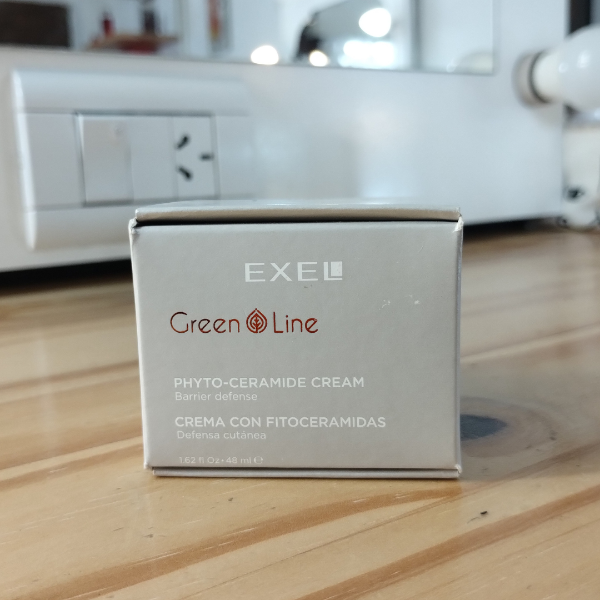 EXEL
Green Line
PHYTO-CERAMIDE CREAM
Barrier defense
CREMA CON FITOCERAMIDAS
Defensa cutánea
1.62 fl Oz • 48 ml ℮